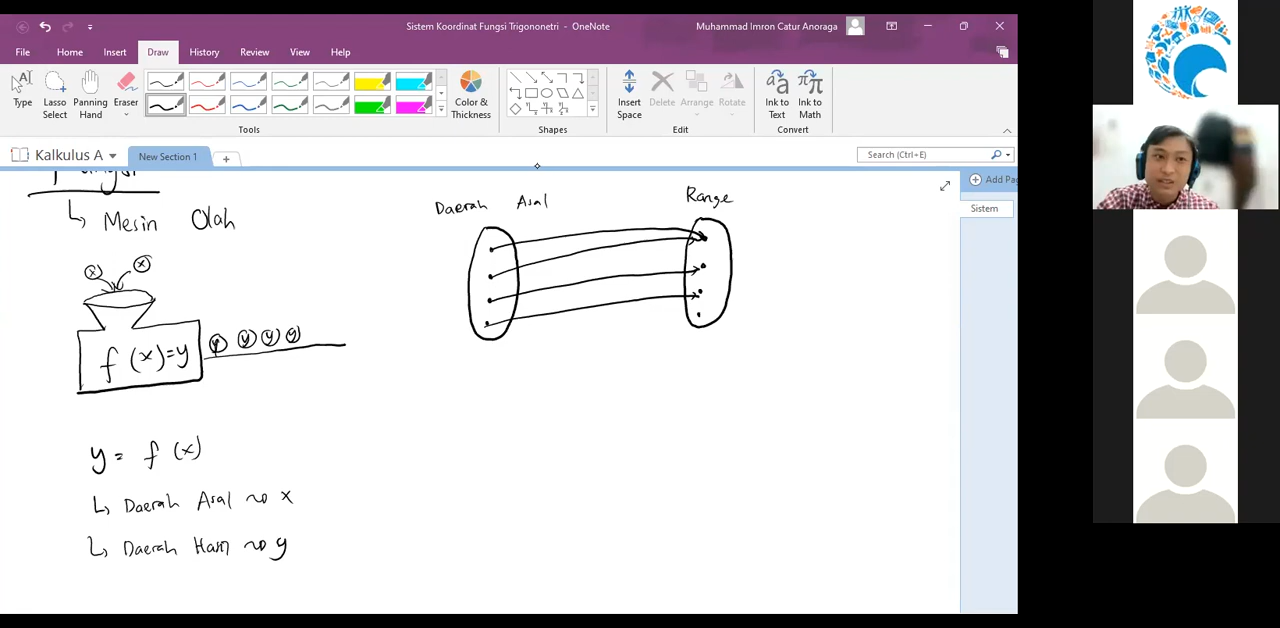 Sistem Koordinat Fungsi Trigononetri - OneNote
Muhammad Imron Catur Anoraga
File Home Insert Draw History Review View Help
Type
Lasso Select
Panning Hand
Eraser
Color & Thickness
Insert Space
Delete
Arrange
Rotate
Ink to Text
Ink to Math
Tools
Shapes
Edit
Convert
Kalkulus A
New Section 1
Search (Ctrl+E)
Add Pag
Sistem
Mesin Olah
x x
f(x)=y
y y y y
y = f(x)
Daerah Asal ~> x
Daerah Hasil ~> y
Daerah Asal
Range